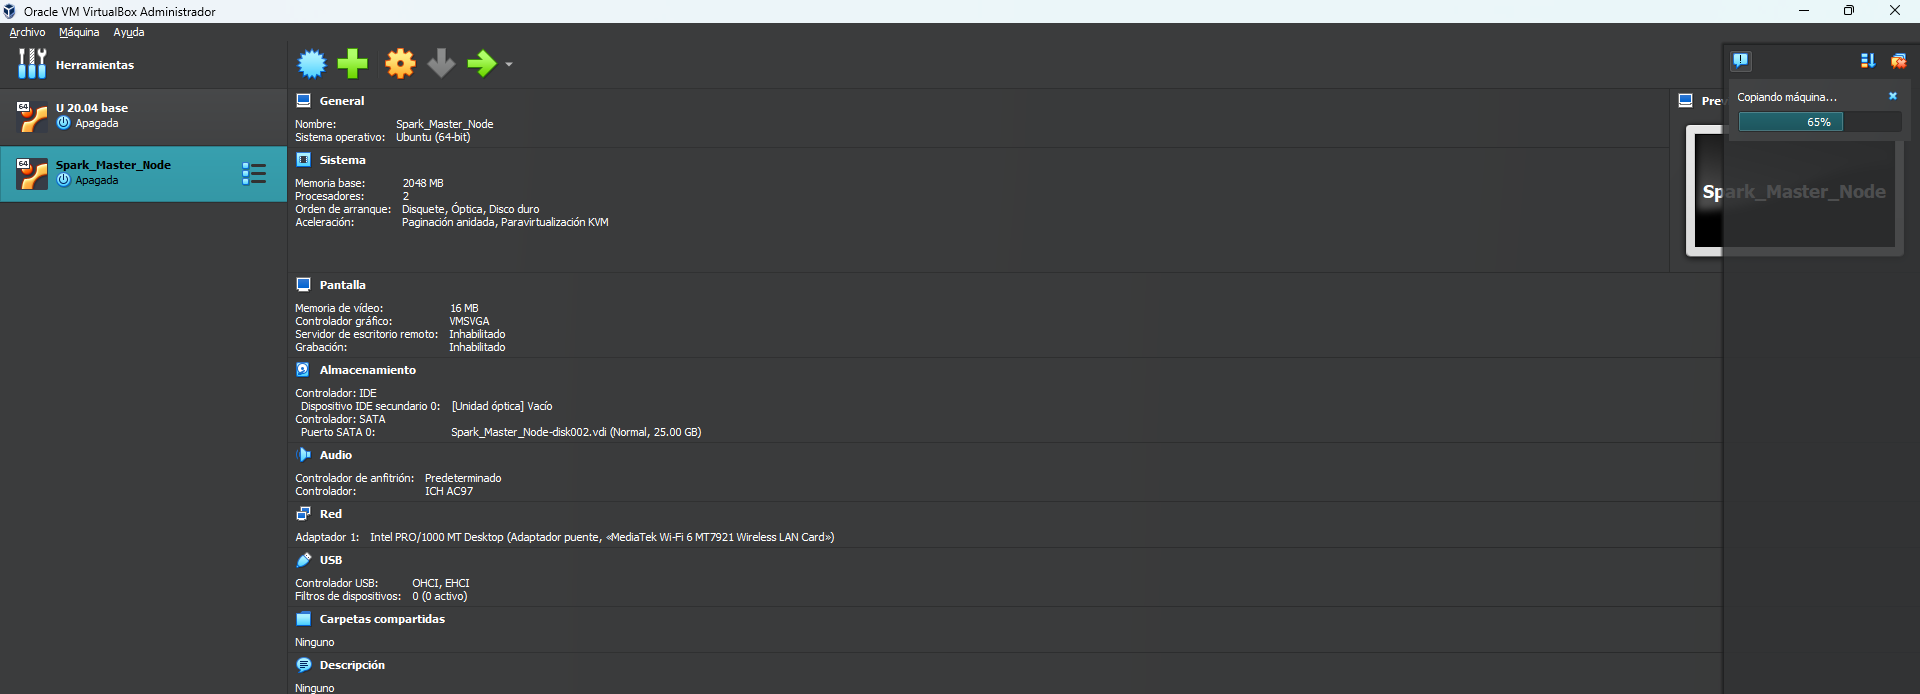 Oracle VM VirtualBox Administrador
Archivo Máquina Ayuda
Herramientas
64
U 20.04 base
Apagada
64
Spark_Master_Node
Apagada
General
Nombre: Spark_Master_Node
Sistema operativo: Ubuntu (64-bit)
Sistema
Memoria base: 2048 MB
Procesadores: 2
Orden de arranque: Disquete, Óptica, Disco duro
Aceleración: Paginación anidada, Paravirtualización KVM
Prev
Spark_Master_Node
Copiando máquina...
65%
Pantalla
Memoria de vídeo: 16 MB
Controlador gráfico: VMSVGA
Servidor de escritorio remoto: Inhabilitado
Grabación: Inhabilitado
Almacenamiento
Controlador: IDE
Dispositivo IDE secundario 0: [Unidad óptica] Vacío
Controlador: SATA
Puerto SATA 0: Spark_Master_Node-disk002.vdi (Normal, 25.00 GB)
Audio
Controlador de anfitrión: Predeterminado
Controlador: ICH AC97
Red
Adaptador 1: Intel PRO/1000 MT Desktop (Adaptador puente, «MediaTek Wi-Fi 6 MT7921 Wireless LAN Card»)
USB
Controlador USB: OHCI, EHCI
Filtros de dispositivos: 0 (0 activo)
Carpetas compartidas
Ninguno
Descripción
Ninguno